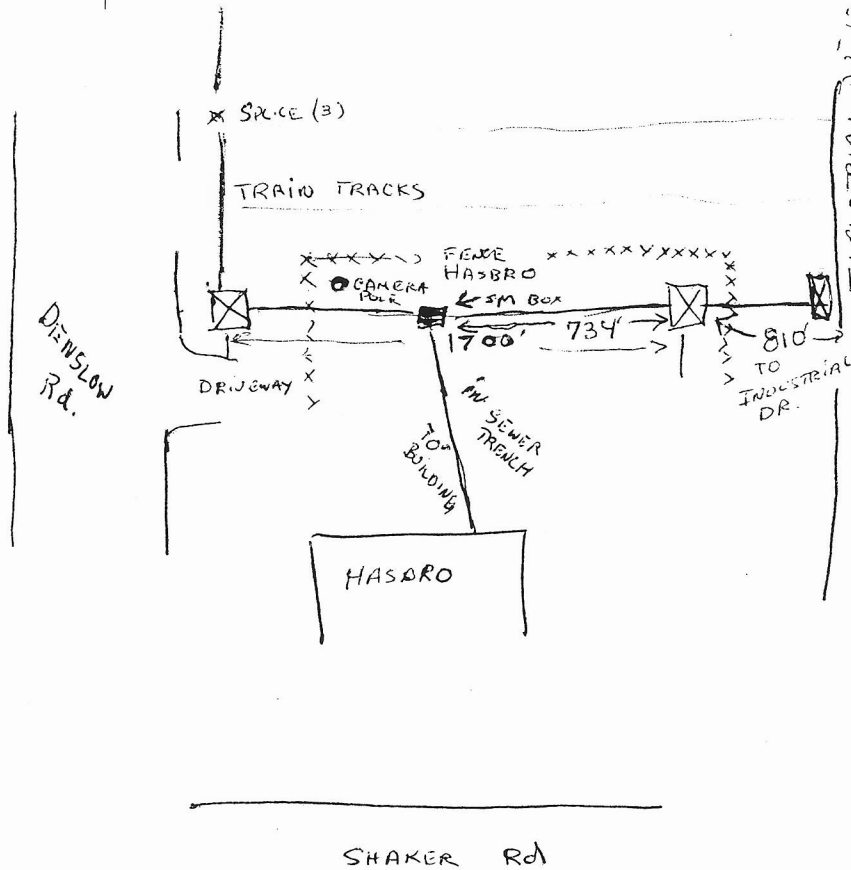 SPLICE (3)
TRAIN TRACKS
FENCE
HASBRO
CAMERA
POLE
SM BOX
1700' 734'
810'
TO
INDUSTRIAL
DR.
DRIVEWAY
DENSLOW
Rd.
IN SEWER
TRENCH
TO
BUILDING
HASBRO
SHAKER Rd